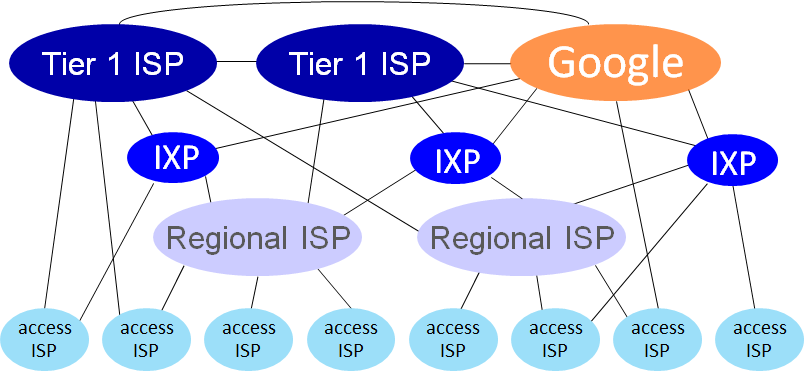 Tier 1 ISP
Tier 1 ISP
Google
IXP
IXP
IXP
Regional ISP
Regional ISP
access
ISP
access
ISP
access
ISP
access
ISP
access
ISP
access
ISP
access
ISP
access
ISP